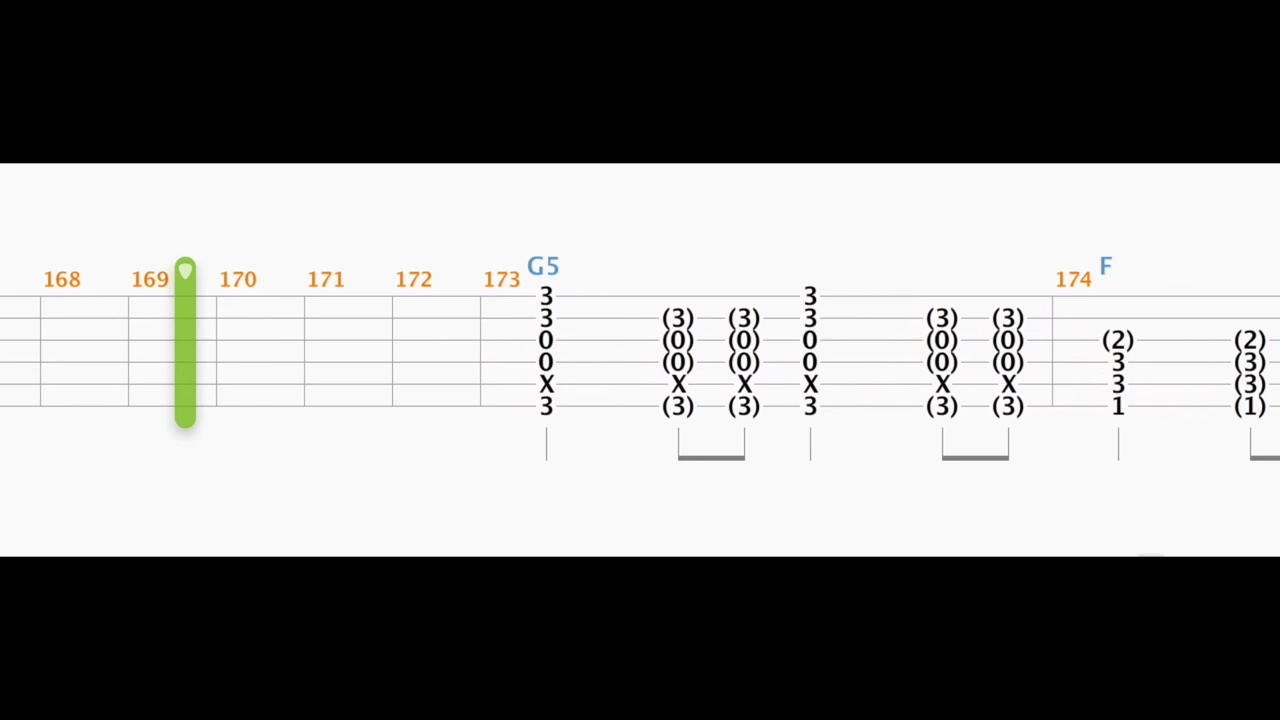 G5 F
168 169 170 171 172 173 174
3 3
3 (3) (3) 3 (3) (3)
0 (0) (0) 0 (0) (0) (2) (2)
0 (0) (0) 0 (0) (0) 3 (3)
X X X X X X 3 (3)
3 (3) (3) 3 (3) (3) 1 (1)